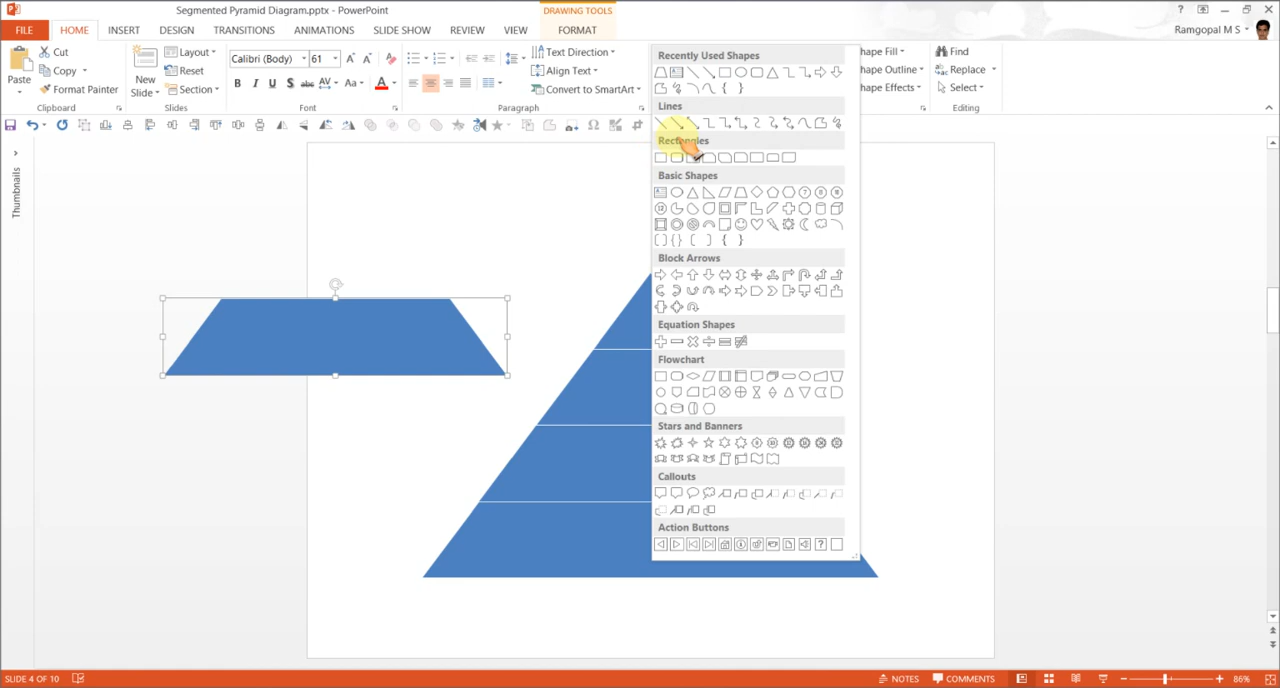 Segmented Pyramid Diagram.pptx - PowerPoint
DRAWING TOOLS
?
FILE HOME INSERT DESIGN TRANSITIONS ANIMATIONS SLIDE SHOW REVIEW VIEW FORMAT
Ramgopal M S
Paste
Cut
Copy
Format Painter
Clipboard
New
Slide
Layout
Reset
Section
Slides
Calibri (Body) 61
B I U S abc AV Aa A
Font
Text Direction
Align Text
Convert to SmartArt
Paragraph
Recently Used Shapes
Lines
Rectangles
Basic Shapes
Block Arrows
Equation Shapes
Flowchart
Stars and Banners
Callouts
Action Buttons
hape Fill
hape Outline
hape Effects
Find
Replace
Select
Editing
Thumbnails
SLIDE 4 OF 10
NOTES
COMMENTS
86%